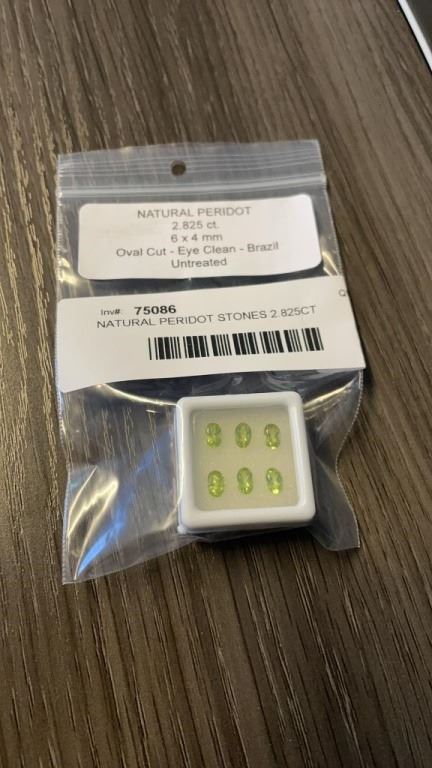 NATURAL PERIDOT
2.825 ct.
6 x 4 mm
Oval Cut - Eye Clean - Brazil
Untreated
Inv#: 75086
NATURAL PERIDOT STONES 2.825CT